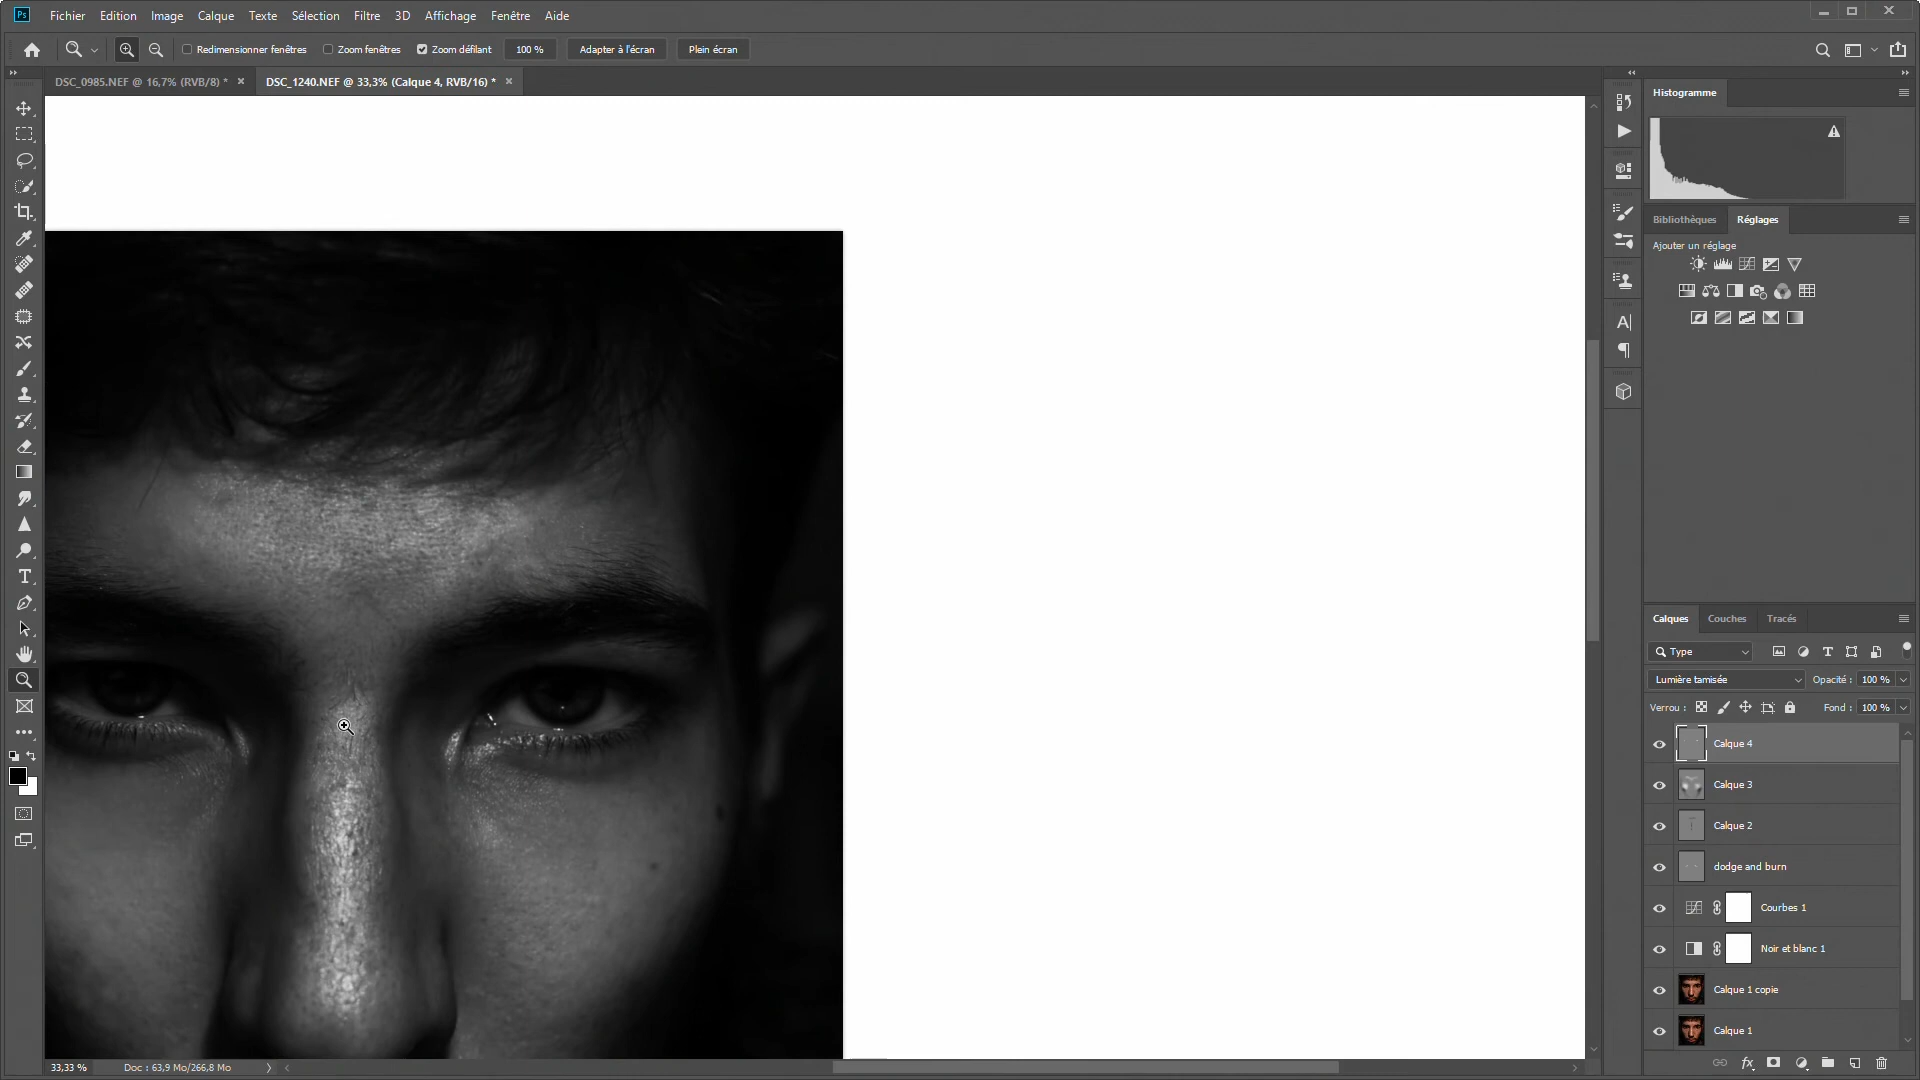 Ps Fichier Edition Image Calque Texte Sélection Filtre 3D Affichage Fenêtre Aide
Redimensionner fenêtres Zoom fenêtres Zoom défilant 100 % Adapter à l'écran Plein écran
DSC_0985.NEF @ 16,7% (RVB/8) * DSC_1240.NEF @ 33,3% (Calque 4, RVB/16) *
Histogramme
Bibliothèques Réglages
Ajouter un réglage
Calques Couches Tracés
Type
Lumière tamisée Opacité : 100 %
Verrou : Fond : 100 %
Calque 4
Calque 3
Calque 2
dodge and burn
Courbes 1
Noir et blanc 1
Calque 1 copie
Calque 1
33,33 % Doc : 63,9 Mo/266,8 Mo